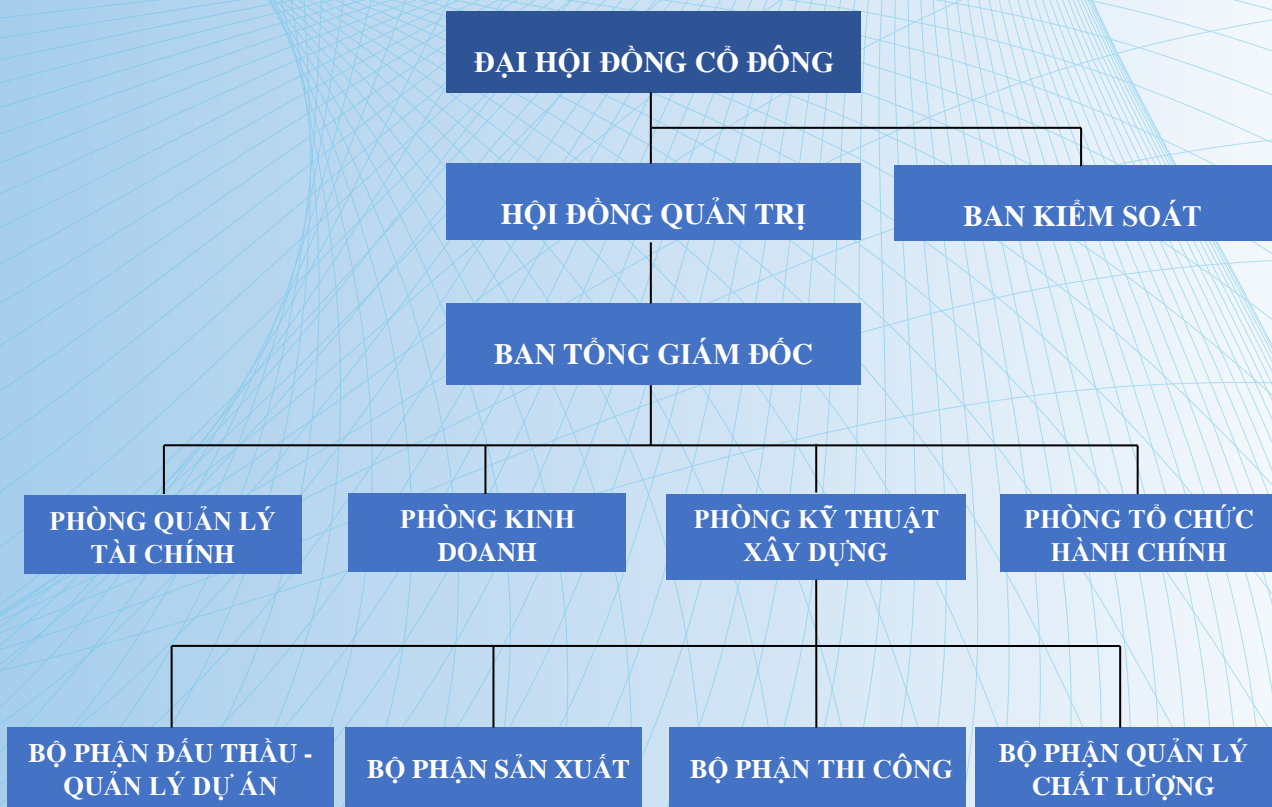 ĐẠI HỘI ĐỒNG CỔ ĐÔNG
HỘI ĐỒNG QUẢN TRỊ
BAN KIỂM SOÁT
BAN TỔNG GIÁM ĐỐC
PHÒNG QUẢN LÝ
TÀI CHÍNH
PHÒNG KINH
DOANH
PHÒNG KỸ THUẬT
XÂY DỰNG
PHÒNG TỔ CHỨC
HÀNH CHÍNH
BỘ PHẬN ĐẤU THẦU -
QUẢN LÝ DỰ ÁN
BỘ PHẬN SẢN XUẤT
BỘ PHẬN THI CÔNG
BỘ PHẬN QUẢN LÝ
CHẤT LƯỢNG